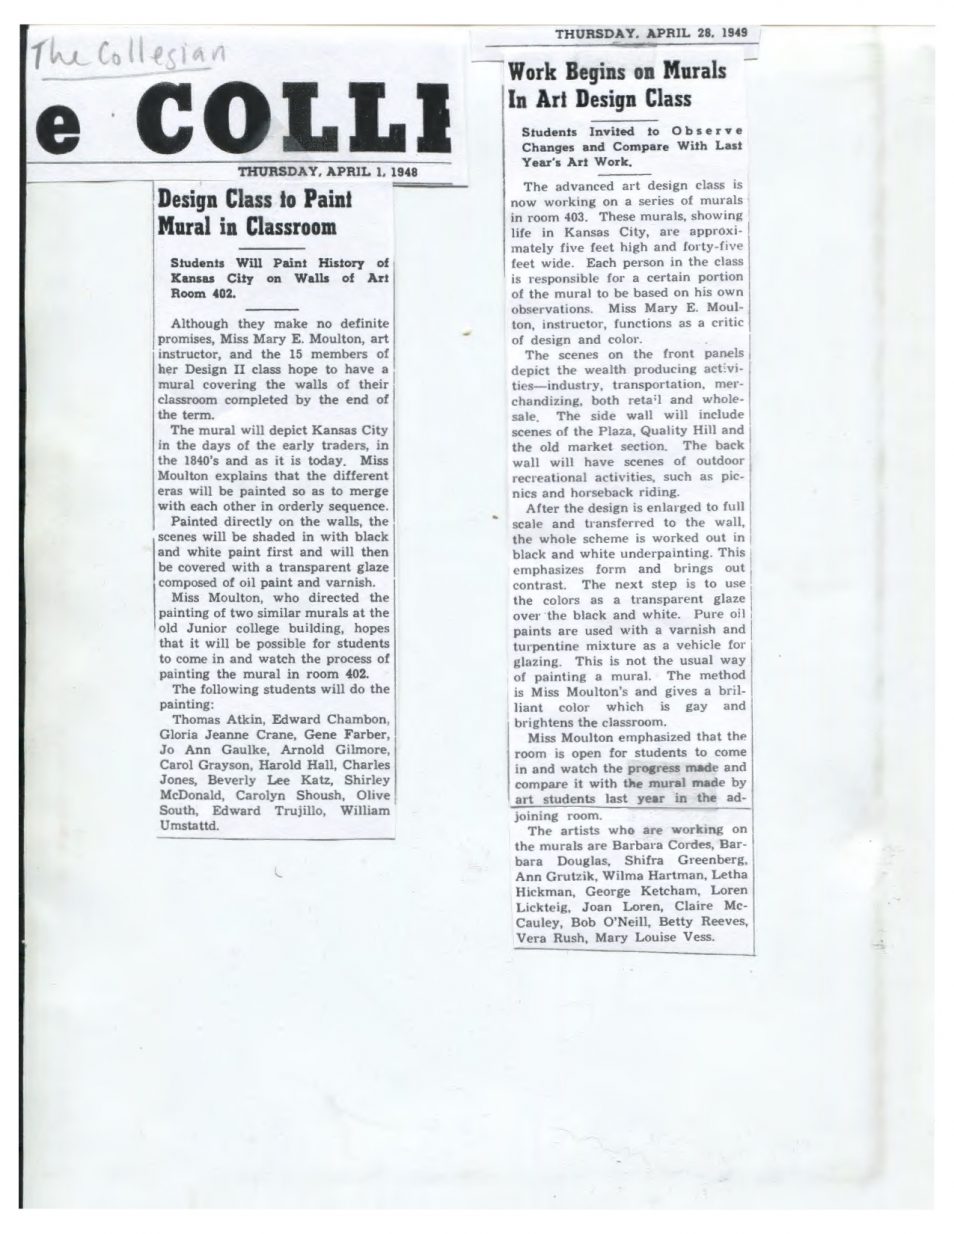 The Collegian
e COLLE
THURSDAY, APRIL 1, 1948
Design Class to Paint
Mural in Classroom
Students Will Paint History of
Kansas City on Walls of Art
Room 402.
Although they make no definite
promises, Miss Mary E. Moulton, art
instructor, and the 15 members of
her Design II class hope to have a
mural covering the walls of their
classroom completed by the end of
the term.
The mural will depict Kansas City
in the days of the early traders, in
the 1840's and as it is today. Miss
Moulton explains that the different
eras will be painted so as to merge
with each other in orderly sequence.
Painted directly on the walls, the
scenes will be shaded in with black
and white paint first and will then
be covered with a transparent glaze
composed of oil paint and varnish.
Miss Moulton, who directed the
painting of two similar murals at the
old Junior college building, hopes
that it will be possible for students
to come in and watch the process of
painting the mural in room 402.
The following students will do the
painting:
Thomas Atkin, Edward Chambon,
Gloria Jeanne Crane, Gene Farber,
Jo Ann Gaulke, Arnold Gilmore,
Carol Grayson, Harold Hall, Charles
Jones, Beverly Lee Katz, Shirley
McDonald, Carolyn Shoush, Olive
South, Edward Trujillo, William
Umstattd.
THURSDAY, APRIL 28, 1949
Work Begins on Murals
In Art Design Class
Students Invited to Observe
Changes and Compare With Last
Year's Art Work.
The advanced art design class is
now working on a series of murals
in room 403. These murals, showing
life in Kansas City, are approxi-
mately five feet high and forty-five
feet wide. Each person in the class
is responsible for a certain portion
of the mural to be based on his own
observations. Miss Mary E. Moul-
ton, instructor, functions as a critic
of design and color.
The scenes on the front panels
depict the wealth producing activi-
ties—industry, transportation, mer-
chandizing, both retail and whole-
sale. The side wall will include
scenes of the Plaza, Quality Hill and
the old market section. The back
wall will have scenes of outdoor
recreational activities, such as pic-
nics and horseback riding.
After the design is enlarged to full
scale and transferred to the wall,
the whole scheme is worked out in
black and white underpainting. This
emphasizes form and brings out
contrast. The next step is to use
the colors as a transparent glaze
over the black and white. Pure oil
paints are used with a varnish and
turpentine mixture as a vehicle for
glazing. This is not the usual way
of painting a mural. The method
is Miss Moulton's and gives a bril-
liant color which is gay and
brightens the classroom.
Miss Moulton emphasized that the
room is open for students to come
in and watch the progress made and
compare it with the mural made by
art students last year in the ad-
joining room.
The artists who are working on
the murals are Barbara Cordes, Bar-
bara Douglas, Shifra Greenberg,
Ann Grutzik, Wilma Hartman, Letha
Hickman, George Ketcham, Loren
Lickteig, Joan Loren, Claire Mc-
Cauley, Bob O'Neill, Betty Reeves,
Vera Rush, Mary Louise Vess.